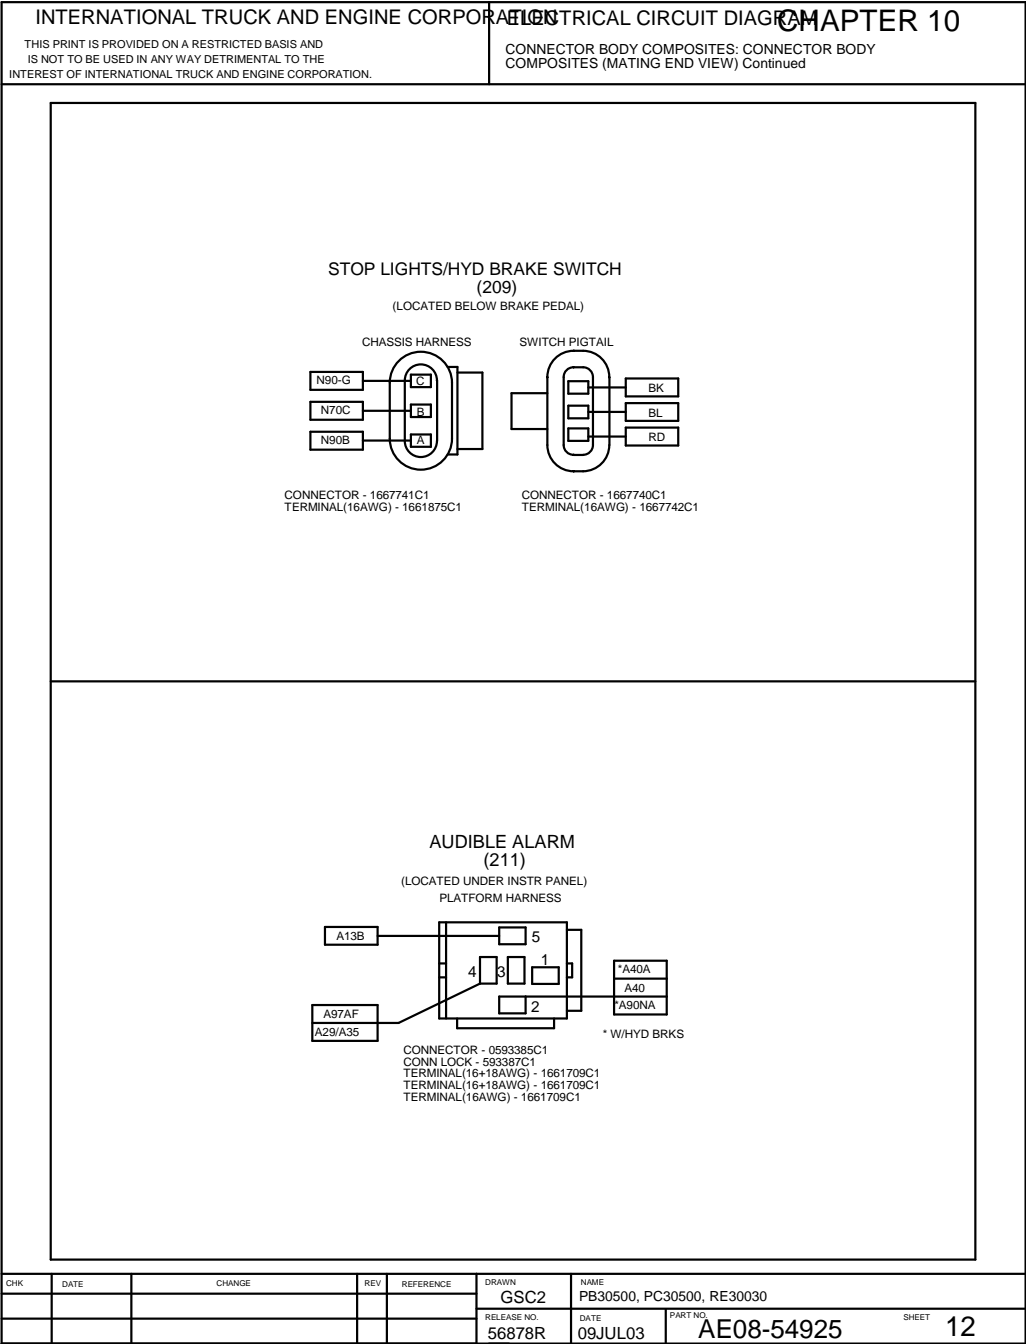 INTERNATIONAL TRUCK AND ENGINE CORPORATION
THIS PRINT IS PROVIDED ON A RESTRICTED BASIS AND
IS NOT TO BE USED IN ANY WAY DETRIMENTAL TO THE
INTEREST OF INTERNATIONAL TRUCK AND ENGINE CORPORATION.
ELECTRICAL CIRCUIT DIAGRAM
CHAPTER 10
CONNECTOR BODY COMPOSITES: CONNECTOR BODY
COMPOSITES (MATING END VIEW) Continued
STOP LIGHTS/HYD BRAKE SWITCH
(209)
(LOCATED BELOW BRAKE PEDAL)
CHASSIS HARNESS
N90-G
C
N70C
B
N90B
A
CONNECTOR - 1667741C1
TERMINAL(16AWG) - 1661875C1
SWITCH PIGTAIL
BK
BL
RD
CONNECTOR - 1667740C1
TERMINAL(16AWG) - 1667742C1
AUDIBLE ALARM
(211)
(LOCATED UNDER INSTR PANEL)
PLATFORM HARNESS
A13B
5
4
3
1
2
A97AF
A29/A35
*A40A
A40
*A90NA
* W/HYD BRKS
CONNECTOR - 0593385C1
CONN LOCK - 593387C1
TERMINAL(16+18AWG) - 1661709C1
TERMINAL(16+18AWG) - 1661709C1
TERMINAL(16AWG) - 1661709C1
CHK DATE CHANGE REV REFERENCE
DRAWN
GSC2
NAME
PB30500, PC30500, RE30030
RELEASE NO.
56878R
DATE
09JUL03
PART NO.
AE08-54925
SHEET 12